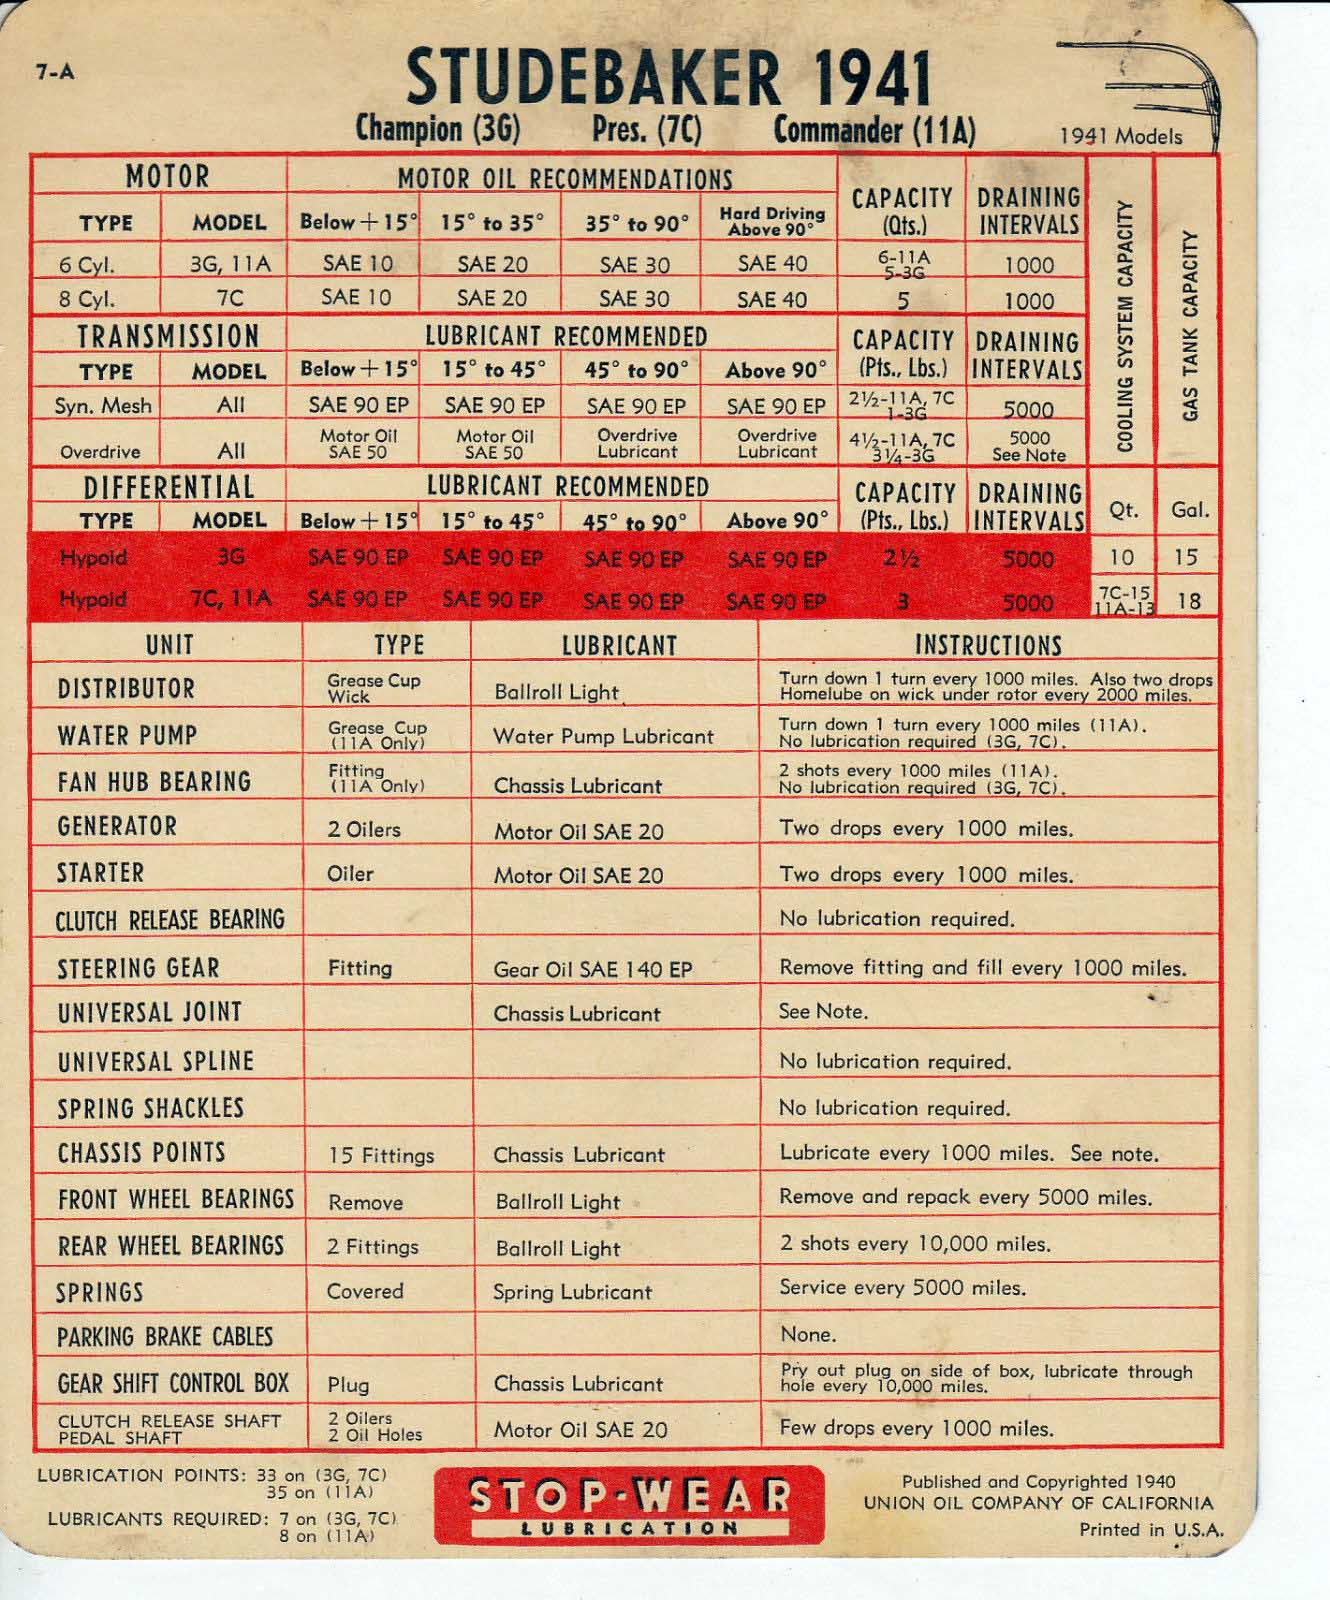 7-A
STUDEBAKER 1941
Champion (3G) Pres. (7C) Commander (11A)
1941 Models
MOTOR MOTOR OIL RECOMMENDATIONS CAPACITY (Qts.) DRAINING INTERVALS COOLING SYSTEM CAPACITY GAS TANK CAPACITY
TYPE MODEL Below +15° 15° to 35° 35° to 90° Hard Driving Above 90°
6 Cyl. 3G, 11A SAE 10 SAE 20 SAE 30 SAE 40 6-11A 5-3G 1000
8 Cyl. 7C SAE 10 SAE 20 SAE 30 SAE 40 5 1000
TRANSMISSION LUBRICANT RECOMMENDED CAPACITY (Pts., Lbs.) DRAINING INTERVALS
TYPE MODEL Below +15° 15° to 45° 45° to 90° Above 90°
Syn. Mesh All SAE 90 EP SAE 90 EP SAE 90 EP SAE 90 EP 2½-11A, 7C 1-3G 5000
Overdrive All Motor Oil SAE 50 Motor Oil SAE 50 Overdrive Lubricant Overdrive Lubricant 4½-11A, 7C 3¼-3G 5000 See Note
DIFFERENTIAL LUBRICANT RECOMMENDED CAPACITY (Pts., Lbs.) DRAINING INTERVALS Qt. Gal.
TYPE MODEL Below +15° 15° to 45° 45° to 90° Above 90°
Hypoid 3G SAE 90 EP SAE 90 EP SAE 90 EP SAE 90 EP 2½ 5000 10 15
Hypoid 7C, 11A SAE 90 EP SAE 90 EP SAE 90 EP SAE 90 EP 3 5000 7C-15 11A-13 18
UNIT TYPE LUBRICANT INSTRUCTIONS
DISTRIBUTOR Grease Cup Wick Ballroll Light Turn down 1 turn every 1000 miles. Also two drops Homelube on wick under rotor every 2000 miles.
WATER PUMP Grease Cup (11A Only) Water Pump Lubricant Turn down 1 turn every 1000 miles (11A). No lubrication required (3G, 7C).
FAN HUB BEARING Fitting (11A Only) Chassis Lubricant 2 shots every 1000 miles (11A). No lubrication required (3G, 7C).
GENERATOR 2 Oilers Motor Oil SAE 20 Two drops every 1000 miles.
STARTER Oiler Motor Oil SAE 20 Two drops every 1000 miles.
CLUTCH RELEASE BEARING No lubrication required.
STEERING GEAR Fitting Gear Oil SAE 140 EP Remove fitting and fill every 1000 miles.
UNIVERSAL JOINT Chassis Lubricant See Note.
UNIVERSAL SPLINE No lubrication required.
SPRING SHACKLES No lubrication required.
CHASSIS POINTS 15 Fittings Chassis Lubricant Lubricate every 1000 miles. See note.
FRONT WHEEL BEARINGS Remove Ballroll Light Remove and repack every 5000 miles.
REAR WHEEL BEARINGS 2 Fittings Ballroll Light 2 shots every 10,000 miles.
SPRINGS Covered Spring Lubricant Service every 5000 miles.
PARKING BRAKE CABLES None.
GEAR SHIFT CONTROL BOX Plug Chassis Lubricant Pry out plug on side of box, lubricate through hole every 10,000 miles.
CLUTCH RELEASE SHAFT PEDAL SHAFT 2 Oilers 2 Oil Holes Motor Oil SAE 20 Few drops every 1000 miles.
LUBRICATION POINTS: 33 on (3G, 7C)
35 on (11A)
LUBRICANTS REQUIRED: 7 on (3G, 7C)
8 on (11A)
STOP-WEAR
LUBRICATION
Published and Copyrighted 1940
UNION OIL COMPANY OF CALIFORNIA
Printed in U.S.A.